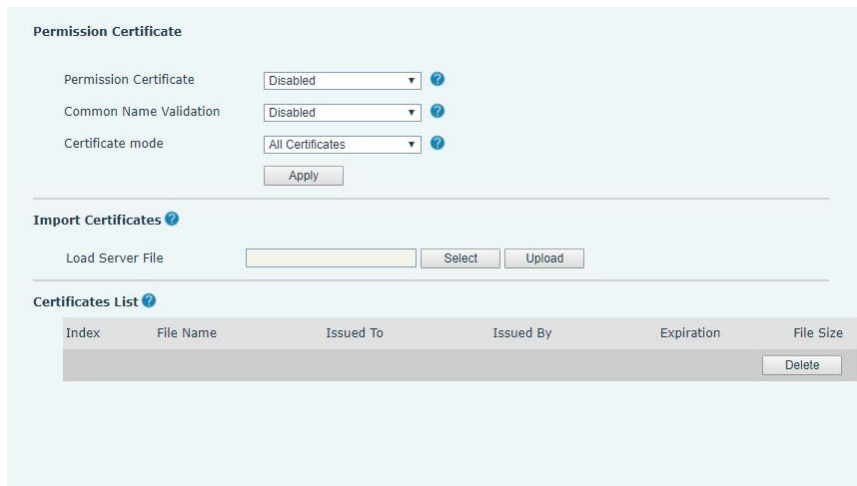 Permission Certificate
Permission Certificate Disabled
Common Name Validation Disabled
Certificate mode All Certificates
Apply
Import Certificates
Load Server File Select Upload
Certificates List
Index File Name Issued To Issued By Expiration File Size
Delete